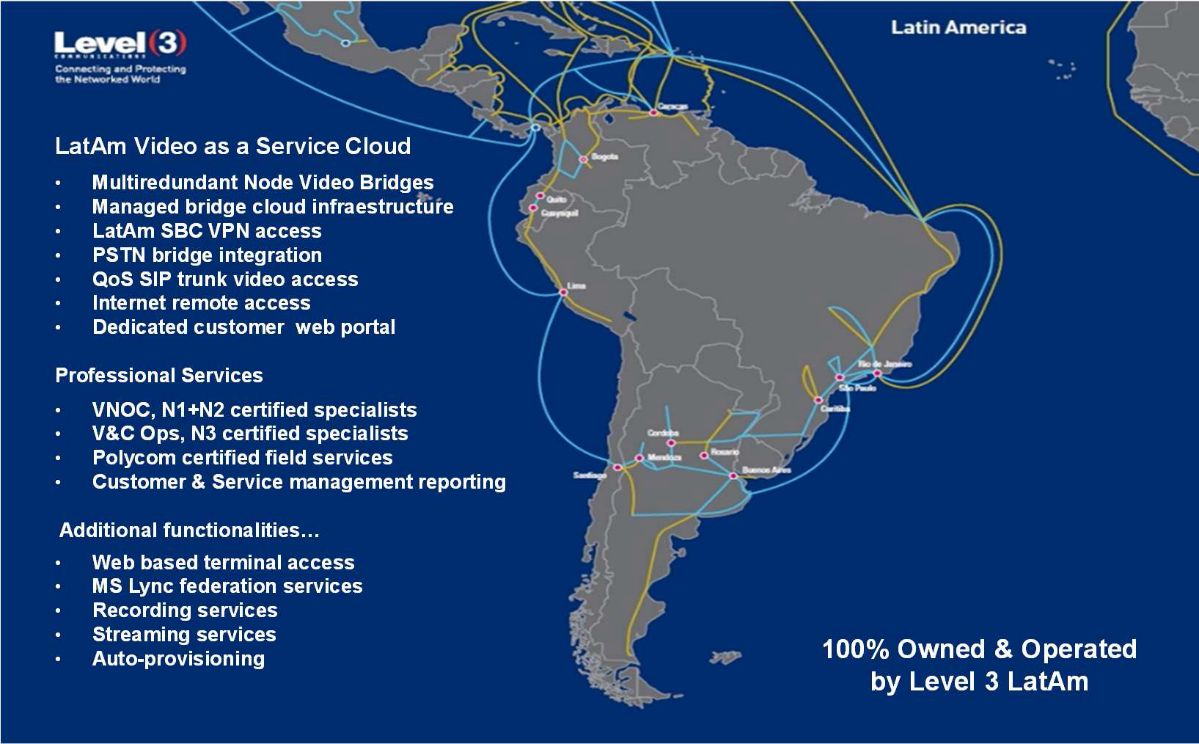 Level (3)
COMMUNICATIONS
Connecting and Protecting
the Networked World
Latin America
LatAm Video as a Service Cloud
• Multiredundant Node Video Bridges
• Managed bridge cloud infraestructure
• LatAm SBC VPN access
• PSTN bridge integration
• QoS SIP trunk video access
• Internet remote access
• Dedicated customer web portal
Professional Services
• VNOC, N1+N2 certified specialists
• V&C Ops, N3 certified specialists
• Polycom certified field services
• Customer & Service management reporting
Additional functionalities…
• Web based terminal access
• MS Lync federation services
• Recording services
• Streaming services
• Auto-provisioning
Caracas
Bogota
Quito
Guayaquil
Lima
Rio de Janeiro
São Paulo
Curitiba
Cordoba
Rosario
Mendoza
Santiago
Buenos Aires
100% Owned & Operated
by Level 3 LatAm